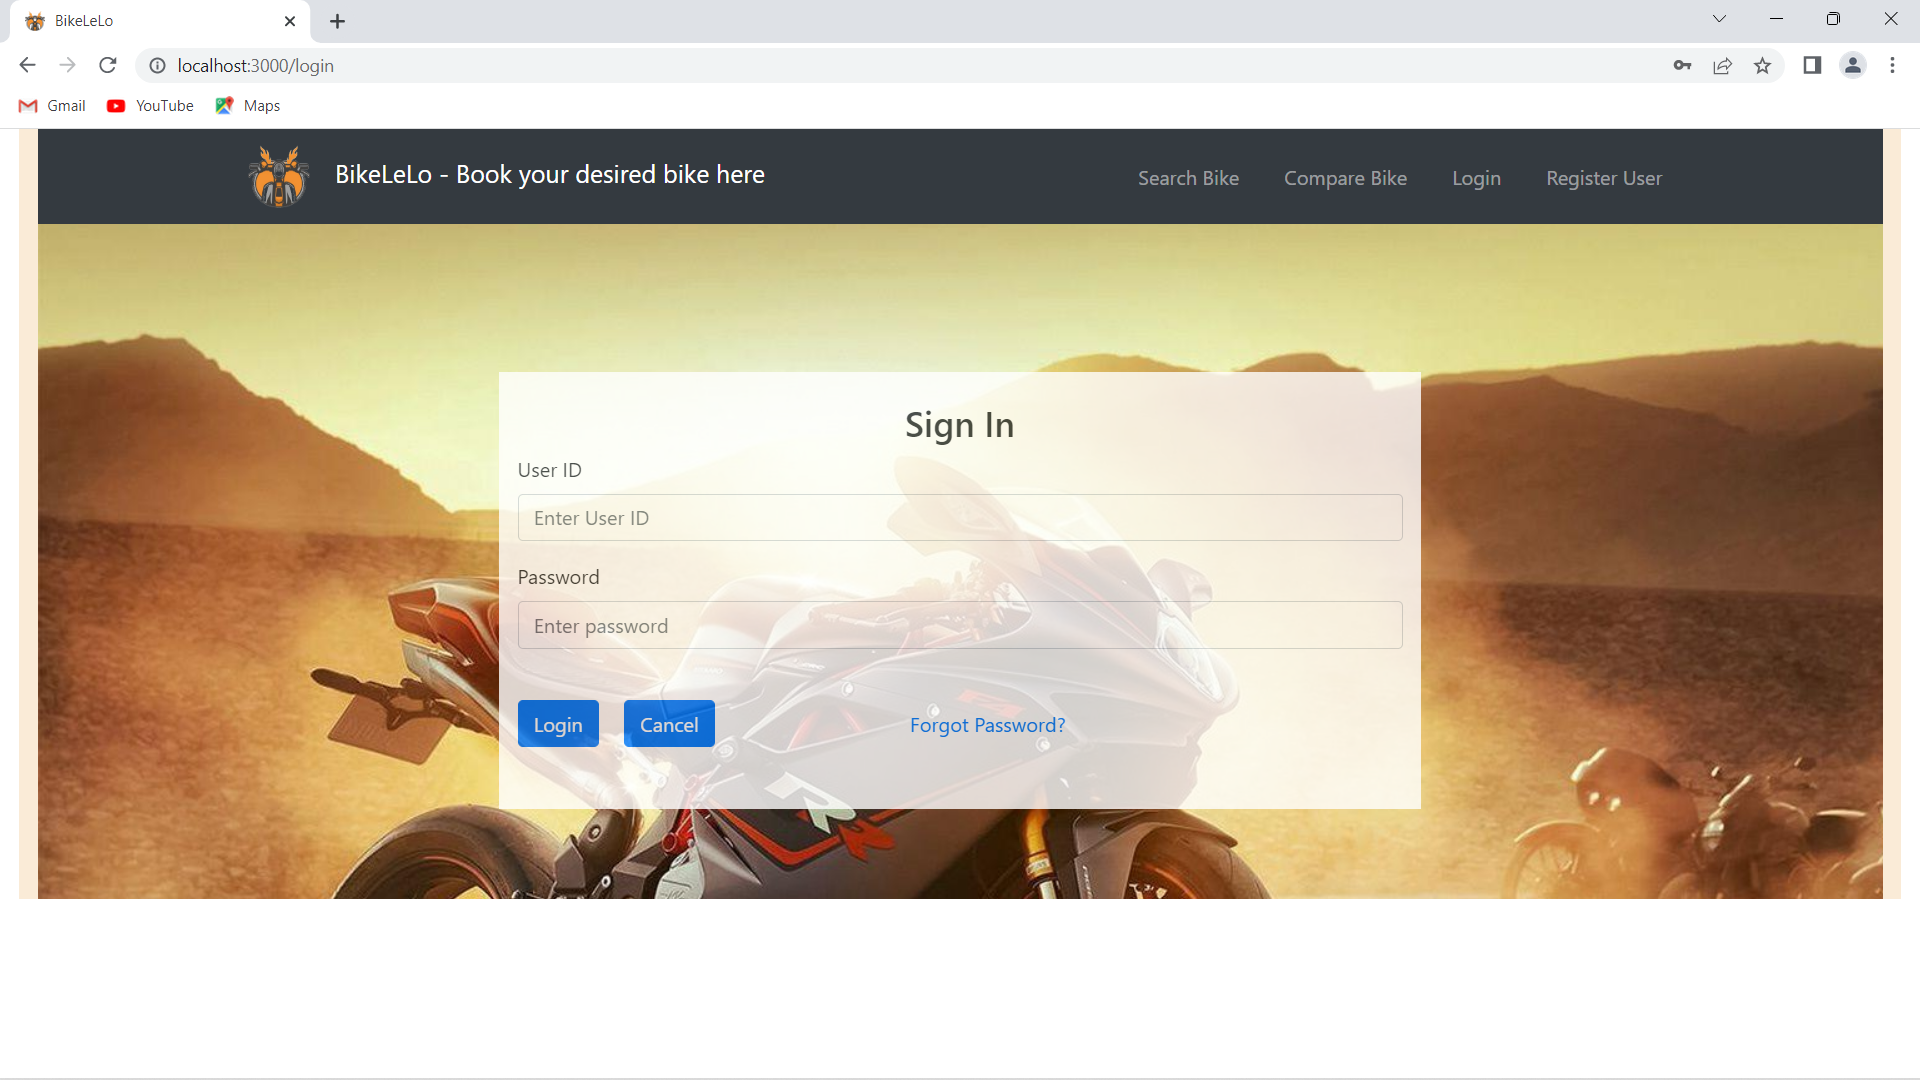 BikeLeLo
localhost:3000/login
Gmail YouTube Maps
BikeLeLo - Book your desired bike here
Search Bike Compare Bike Login Register User
Sign In
User ID
Enter User ID
Password
Enter password
Login Cancel Forgot Password?
RR